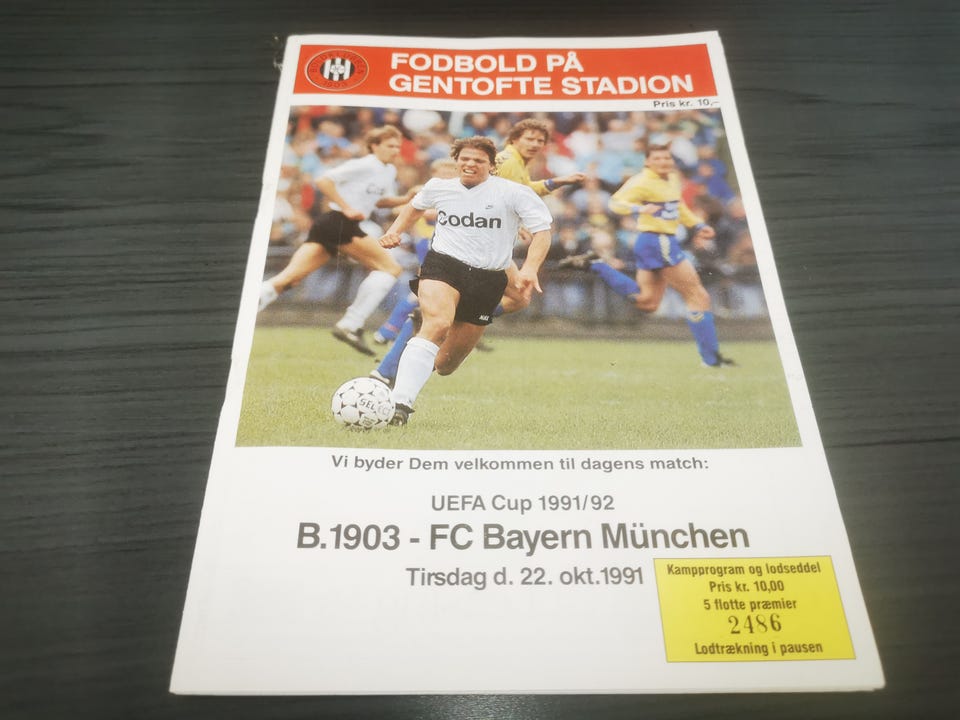 FODBOLD PÅ
GENTOFTE STADION
Pris kr. 10,–
Codan
SELECT
Vi byder Dem velkommen til dagens match:
UEFA Cup 1991/92
B.1903 - FC Bayern München
Tirsdag d. 22. okt.1991
Kampprogram og lodseddel
Pris kr. 10,00
5 flotte præmier
2486
Lodtrækning i pausen